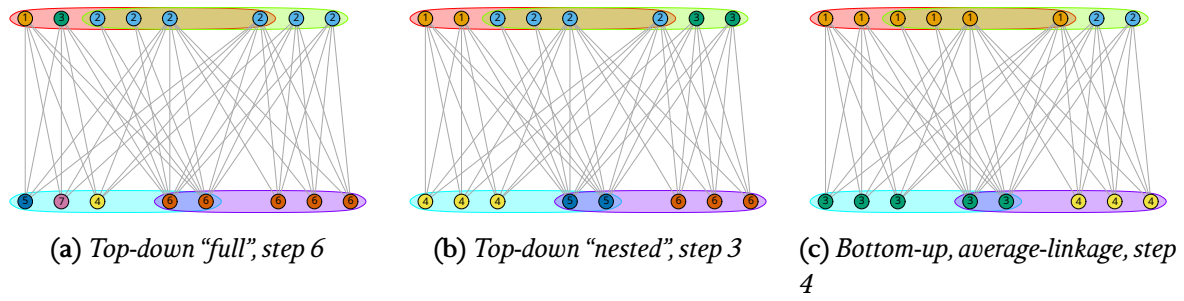 1 3 2 2 2 2 2 2
5 7 4 6 6 6 6 6
(a) Top-down “full”, step 6
1 1 2 2 2 2 3 3
4 4 4 5 5 6 6 6
(b) Top-down “nested”, step 3
1 1 1 1 1 1 2 2
3 3 3 3 3 4 4 4
(c) Bottom-up, average-linkage, step
4